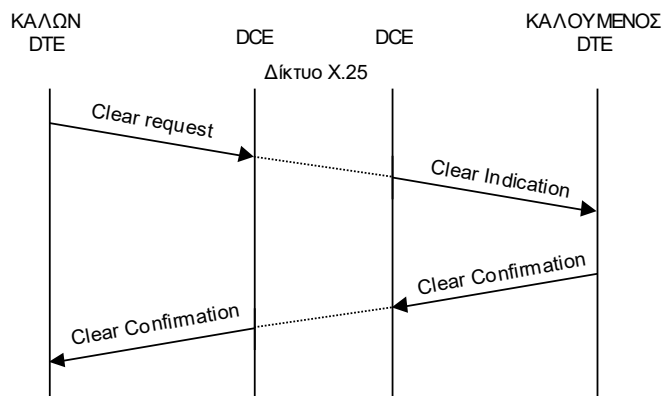 ΚΑΛΩΝ
DTE
DCE
DCE
ΚΑΛΟΥΜΕΝΟΣ
DTE
Δίκτυο X.25
Clear request
Clear Indication
Clear Confirmation
Clear Confirmation